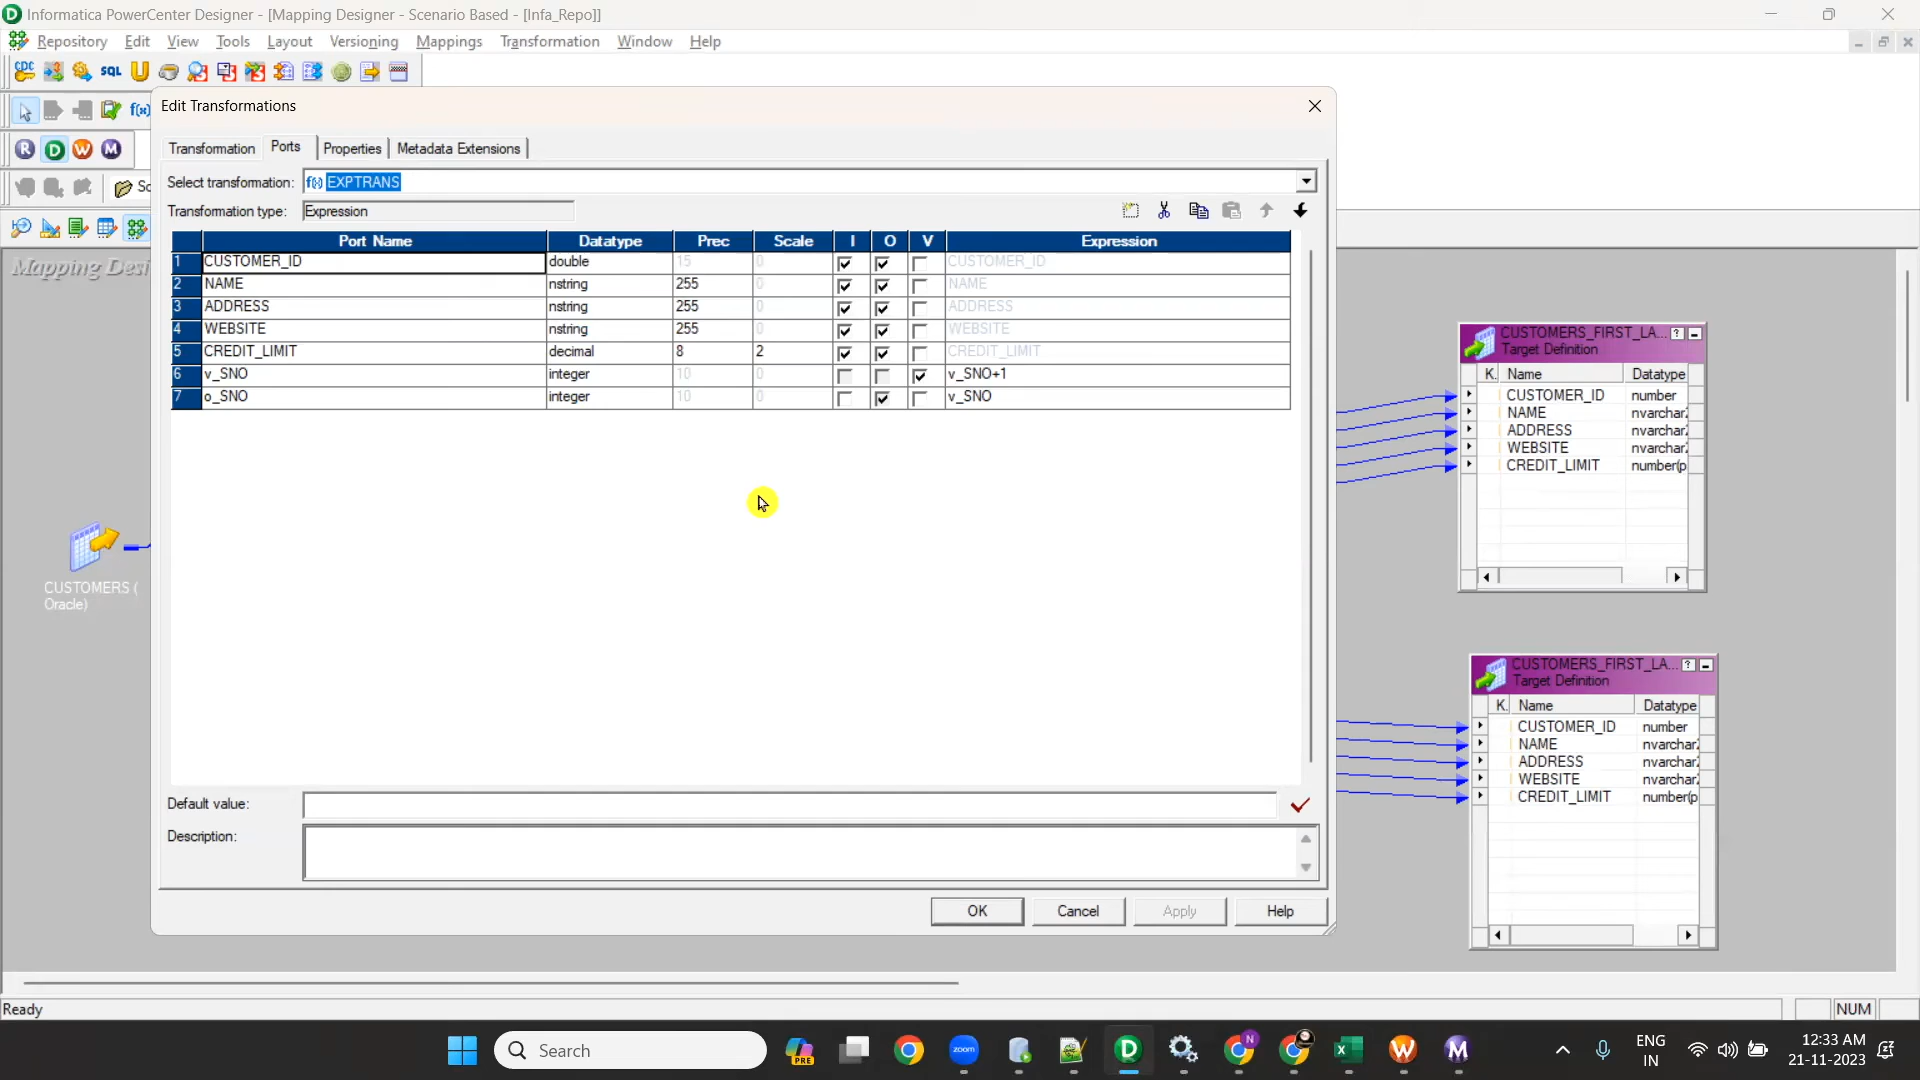 Informatica PowerCenter Designer - [Mapping Designer - Scenario Based - [Infa_Repo]]
Repository Edit View Tools Layout Versioning Mappings Transformation Window Help
CDC SQL
Edit Transformations
f(x)
Transformation Ports Properties Metadata Extensions
R D W M
Select transformation: f(x) EXPTRANS
Sc
Transformation type: Expression
Port Name Datatype Prec Scale I O V Expression
1 CUSTOMER_ID double 15 0 CUSTOMER_ID
2 NAME nstring 255 0 NAME
3 ADDRESS nstring 255 0 ADDRESS
4 WEBSITE nstring 255 0 WEBSITE
5 CREDIT_LIMIT decimal 8 2 CREDIT_LIMIT
6 v_SNO integer 10 0 v_SNO+1
7 o_SNO integer 10 0 v_SNO
Mapping Desi
CUSTOMERS (
Oracle)
CUSTOMERS_FIRST_LA...
Target Definition
K. Name Datatype
CUSTOMER_ID number
NAME nvarchar
ADDRESS nvarchar
WEBSITE nvarchar
CREDIT_LIMIT number(p
CUSTOMERS_FIRST_LA...
Target Definition
K. Name Datatype
CUSTOMER_ID number
NAME nvarchar
ADDRESS nvarchar
WEBSITE nvarchar
CREDIT_LIMIT number(p
Default value:
Description:
OK Cancel Apply Help
Ready NUM
Search
PRE
zoom
N
D
W
M
ENG
IN
12:33 AM
21-11-2023